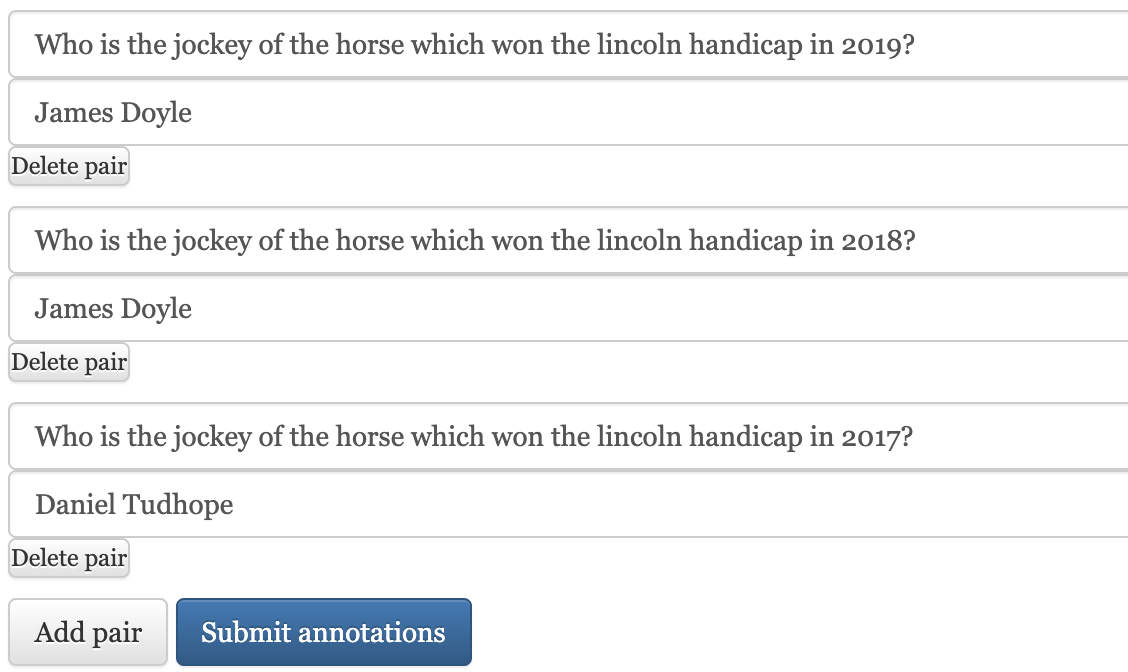 Who is the jockey of the horse which won the lincoln handicap in 2019?
James Doyle
Delete pair
Who is the jockey of the horse which won the lincoln handicap in 2018?
James Doyle
Delete pair
Who is the jockey of the horse which won the lincoln handicap in 2017?
Daniel Tudhope
Delete pair
Add pair Submit annotations